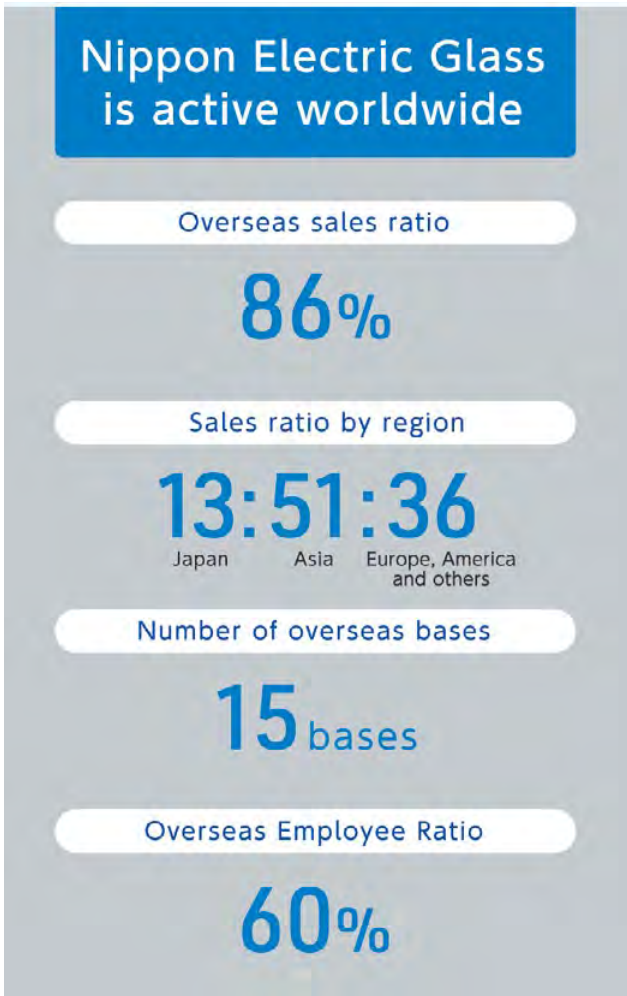 Nippon Electric Glass
is active worldwide
Overseas sales ratio
86%
Sales ratio by region
13:51:36
Japan Asia Europe, America
and others
Number of overseas bases
15 bases
Overseas Employee Ratio
60%